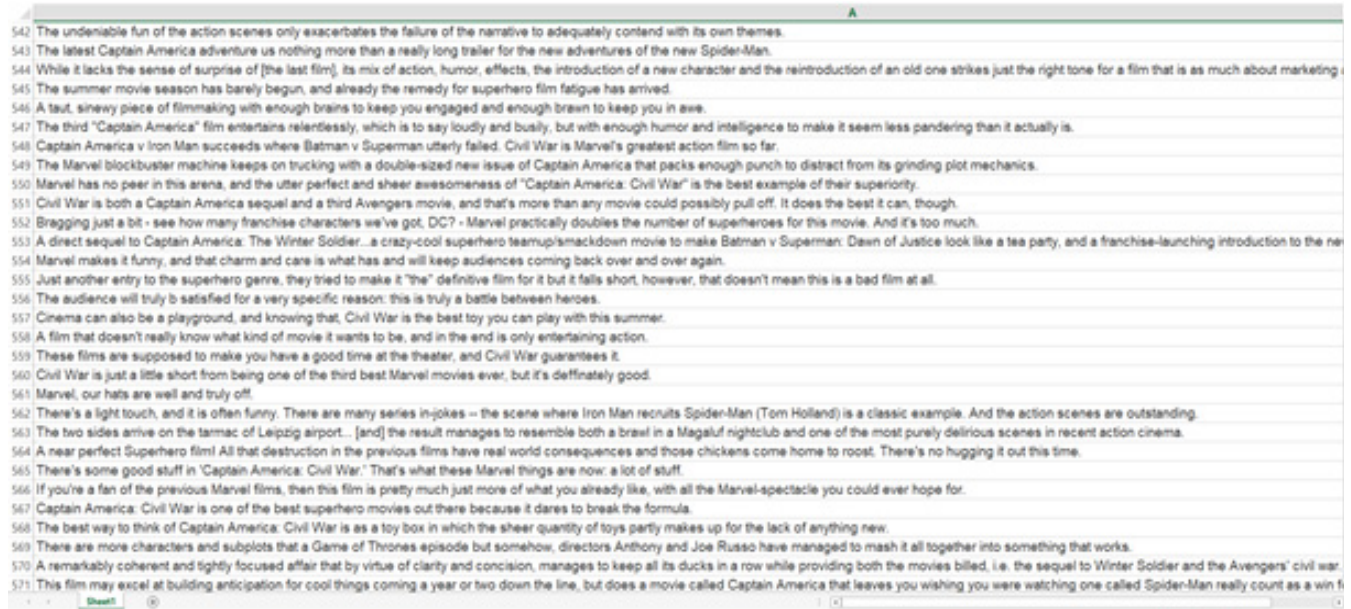 A
542 The undeniable fun of the action scenes only exacerbates the failure of the narrative to adequately contend with its own themes.
543 The latest Captain America adventure us nothing more than a really long trailer for the new adventures of the new Spider-Man.
544 While it lacks the sense of surprise of [the last film], its mix of action, humor, effects, the introduction of a new character and the reintroduction of an old one strikes just the right tone for a film that is as much about marketing
545 The summer movie season has barely begun, and already the remedy for superhero film fatigue has arrived.
546 A taut, sinewy piece of filmmaking with enough brains to keep you engaged and enough brawn to keep you in awe.
547 The third "Captain America" film entertains relentlessly, which is to say loudly and busily, but with enough humor and intelligence to make it seem less pandering than it actually is.
548 Captain America v Iron Man succeeds where Batman v Superman utterly failed. Civil War is Marvel's greatest action film so far.
549 The Marvel blockbuster machine keeps on trucking with a double-sized new issue of Captain America that packs enough punch to distract from its grinding plot mechanics.
550 Marvel has no peer in this arena, and the utter perfect and sheer awesomeness of "Captain America: Civil War" is the best example of their superiority.
551 Civil War is both a Captain America sequel and a third Avengers movie, and that's more than any movie could possibly pull off. It does the best it can, though.
552 Bragging just a bit - see how many franchise characters we've got, DC? - Marvel practically doubles the number of superheroes for this movie. And it's too much.
553 A direct sequel to Captain America: The Winter Soldier...a crazy-cool superhero teamup/smackdown movie to make Batman v Superman: Dawn of Justice look like a tea party, and a franchise-launching introduction to the
554 Marvel makes it funny, and that charm and care is what has and will keep audiences coming back over and over again.
555 Just another entry to the superhero genre, they tried to make it "the" definitive film for it but it falls short, however, that doesn't mean this is a bad film at all.
556 The audience will truly b satisfied for a very specific reason: this is truly a battle between heroes.
557 Cinema can also be a playground, and knowing that, Civil War is the best toy you can play with this summer.
558 A film that doesn't really know what kind of movie it wants to be, and in the end is only entertaining action.
559 These films are supposed to make you have a good time at the theater, and Civil War guarantees it.
560 Civil War is just a little short from being one of the third best Marvel movies ever, but it's deffinately good.
561 Marvel, our hats are well and truly off.
562 There's a light touch, and it is often funny. There are many series in-jokes -- the scene where Iron Man recruits Spider-Man (Tom Holland) is a classic example. And the action scenes are outstanding.
563 The two sides arrive on the tarmac of Leipzig airport... [and] the result manages to resemble both a brawl in a Magaluf nightclub and one of the most purely delirious scenes in recent action cinema.
564 A near perfect Superhero film! All that destruction in the previous films have real world consequences and those chickens come home to roost. There's no hugging it out this time.
565 There's some good stuff in 'Captain America: Civil War.' That's what these Marvel things are now: a lot of stuff.
566 If you're a fan of the previous Marvel films, then this film is pretty much just more of what you already like, with all the Marvel-spectacle you could ever hope for.
567 Captain America: Civil War is one of the best superhero movies out there because it dares to break the formula.
568 The best way to think of Captain America: Civil War is as a toy box in which the sheer quantity of toys partly makes up for the lack of anything new.
569 There are more characters and subplots that a Game of Thrones episode but somehow, directors Anthony and Joe Russo have managed to mash it all together into something that works.
570 A remarkably coherent and tightly focused affair that by virtue of clarity and concision, manages to keep all its ducks in a row while providing both the movies billed, i.e. the sequel to Winter Soldier and the Avengers' civil war.
571 This film may excel at building anticipation for cool things coming a year or two down the line, but does a movie called Captain America that leaves you wishing you were watching one called Spider-Man really count as a win
Sheet1